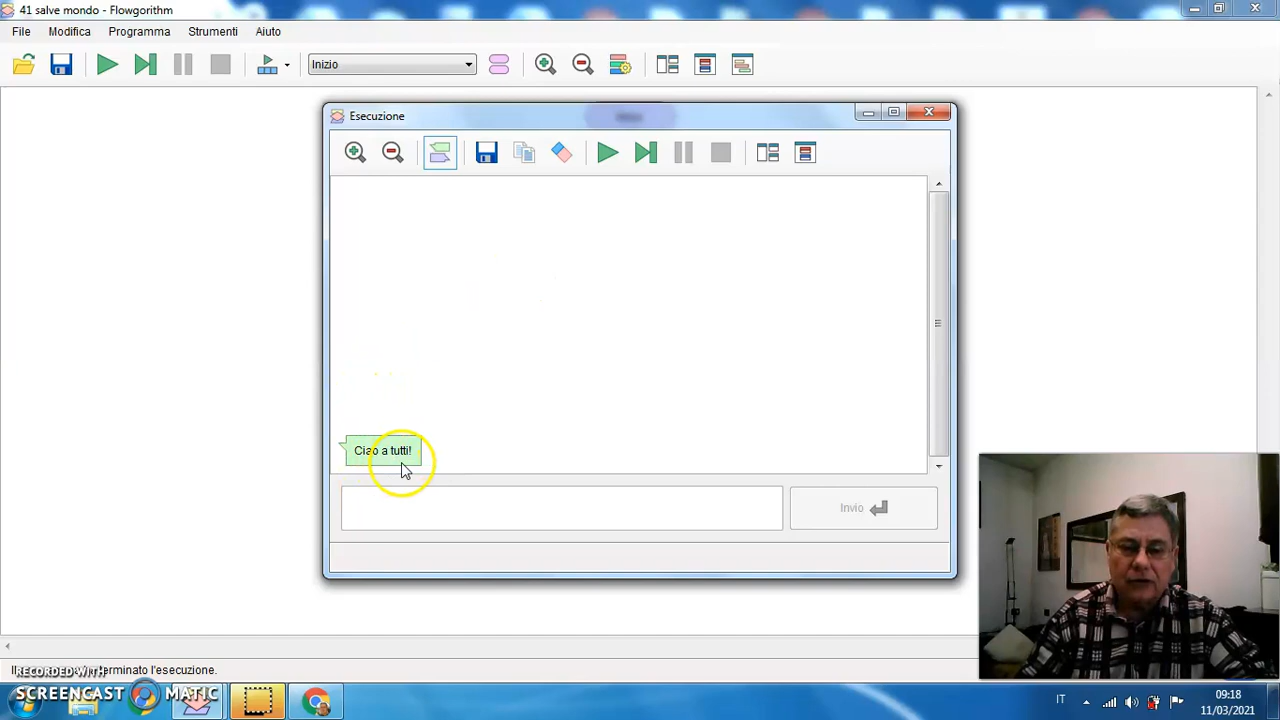 41 salve mondo - Flowgorithm
File Modifica Programma Strumenti Aiuto
Inizio
Esecuzione
Ciao a tutti!
Invio
terminato l'esecuzione.
RECORDED WITH
SCREENCAST MATIC
IT
09:18
11/03/2021